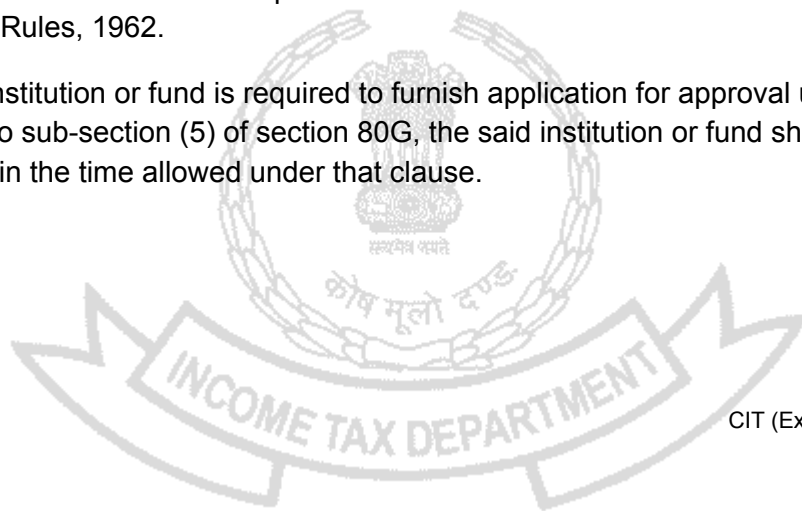 Rules, 1962.
nstitution or fund is required to furnish application for approval u
o sub-section (5) of section 80G, the said institution or fund sh
in the time allowed under that clause.
सत्यमेव जयते
कोष मूलो दण्डः
INCOME TAX DEPARTMENT
CIT (Ex